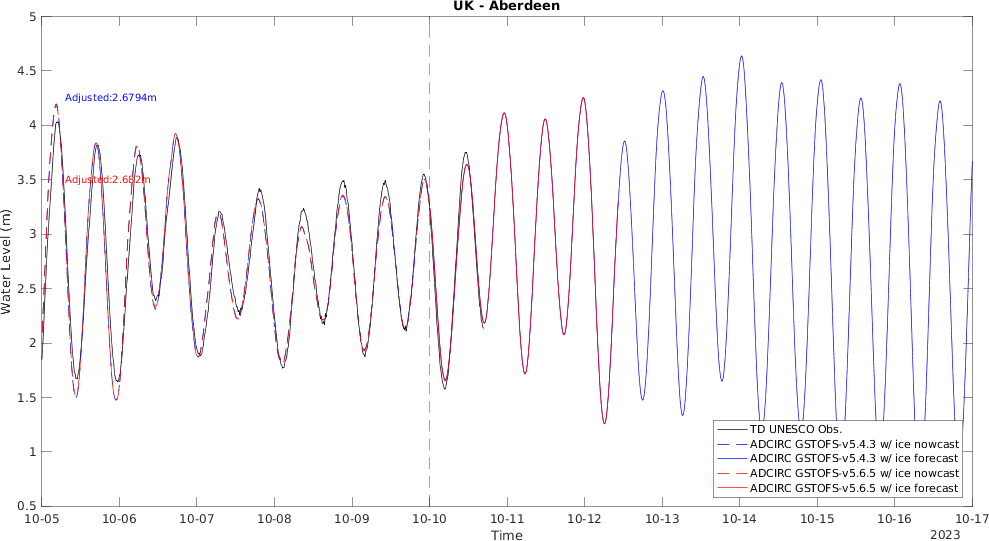 UK - Aberdeen
5
4.5
4
3.5
3
2.5
2
1.5
1
0.5
Water Level (m)
Adjusted:2.6794m
Adjusted:2.682m
TD UNESCO Obs.
ADCIRC GSTOFS-v5.4.3 w/ ice nowcast
ADCIRC GSTOFS-v5.4.3 w/ ice forecast
ADCIRC GSTOFS-v5.6.5 w/ ice nowcast
ADCIRC GSTOFS-v5.6.5 w/ ice forecast
10-05 10-06 10-07 10-08 10-09 10-10 10-11 10-12 10-13 10-14 10-15 10-16 10-17
Time
2023